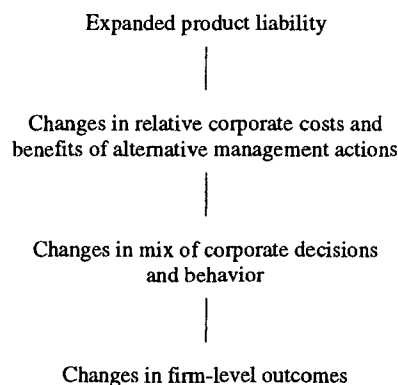 Expanded product liability
Changes in relative corporate costs and
benefits of alternative management actions
Changes in mix of corporate decisions
and behavior
Changes in firm-level outcomes